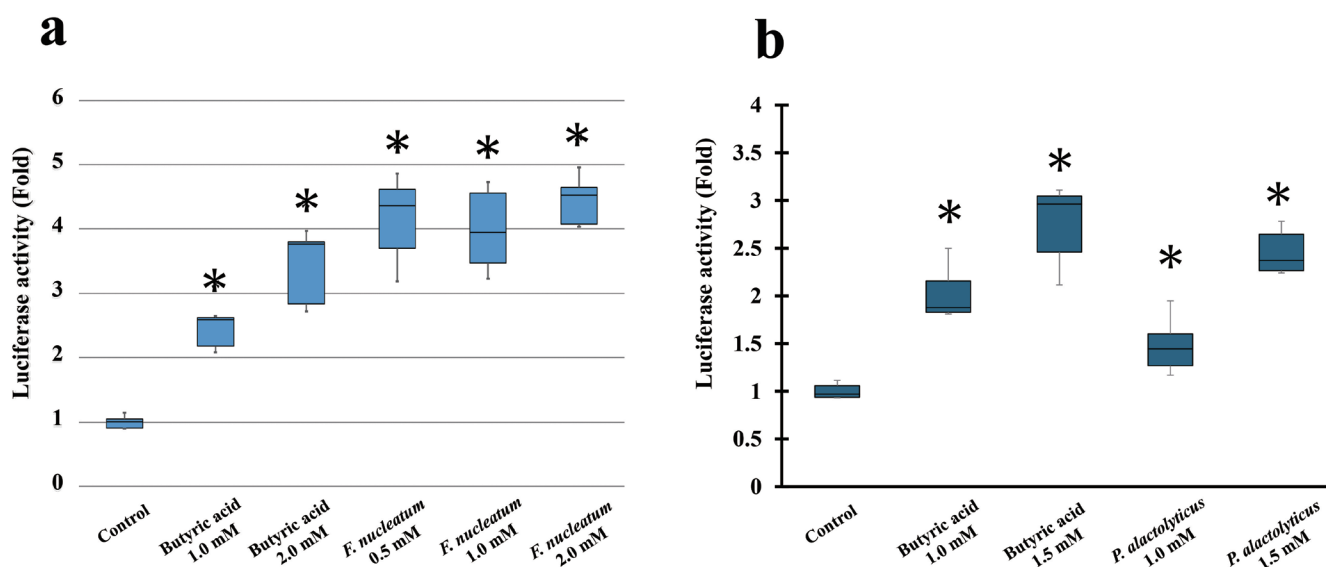 a
Luciferase activity (Fold)
6
5
4
3
2
1
0
*
*
*
*
*
Control
Butyric acid
1.0 mM
Butyric acid
2.0 mM
F. nucleatum
0.5 mM
F. nucleatum
1.0 mM
F. nucleatum
2.0 mM
b
Luciferase activity (Fold)
4
3.5
3
2.5
2
1.5
1
0.5
0
*
*
*
*
Control
Butyric acid
1.0 mM
Butyric acid
1.5 mM
P. alactolyticus
1.0 mM
P. alactolyticus
1.5 mM